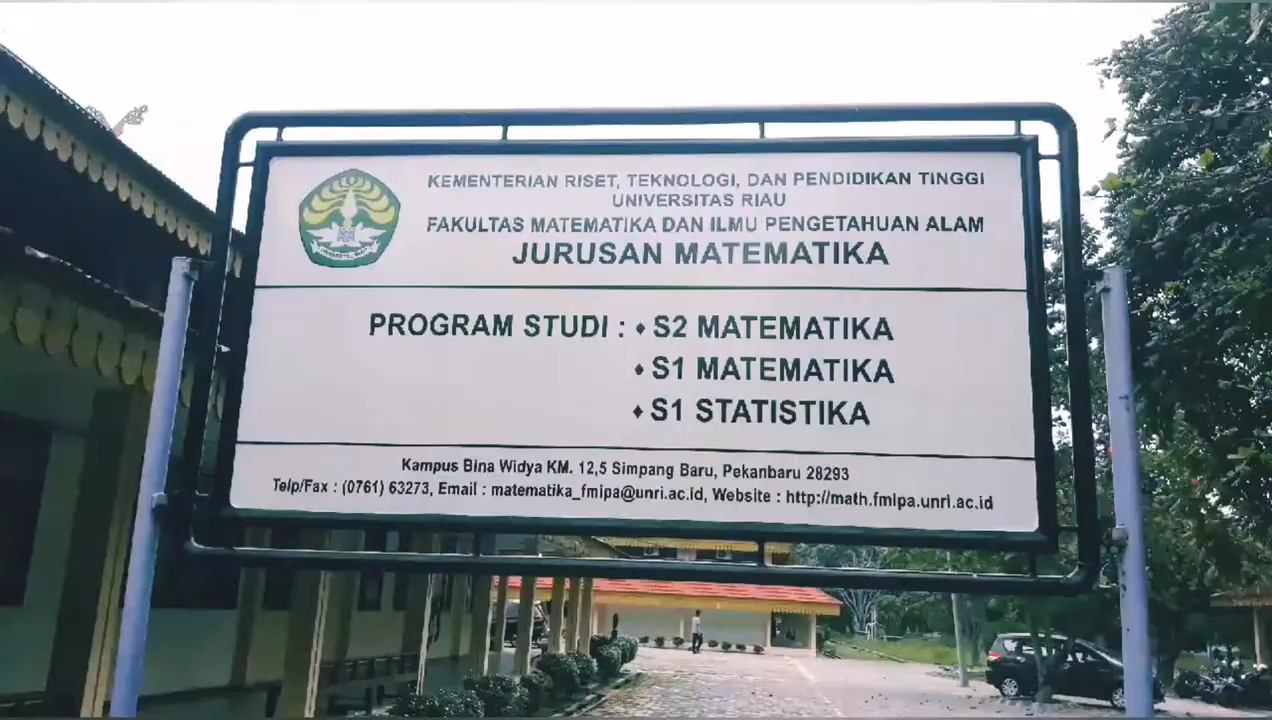 KEMENTERIAN RISET, TEKNOLOGI, DAN PENDIDIKAN TINGGI
UNIVERSITAS RIAU
FAKULTAS MATEMATIKA DAN ILMU PENGETAHUAN ALAM
JURUSAN MATEMATIKA
PROGRAM STUDI : ♦ S2 MATEMATIKA
♦ S1 MATEMATIKA
♦ S1 STATISTIKA
Kampus Bina Widya KM. 12,5 Simpang Baru, Pekanbaru 28293
Telp/Fax : (0761) 63273, Email : matematika_fmipa@unri.ac.id, Website : http://math.fmipa.unri.ac.id